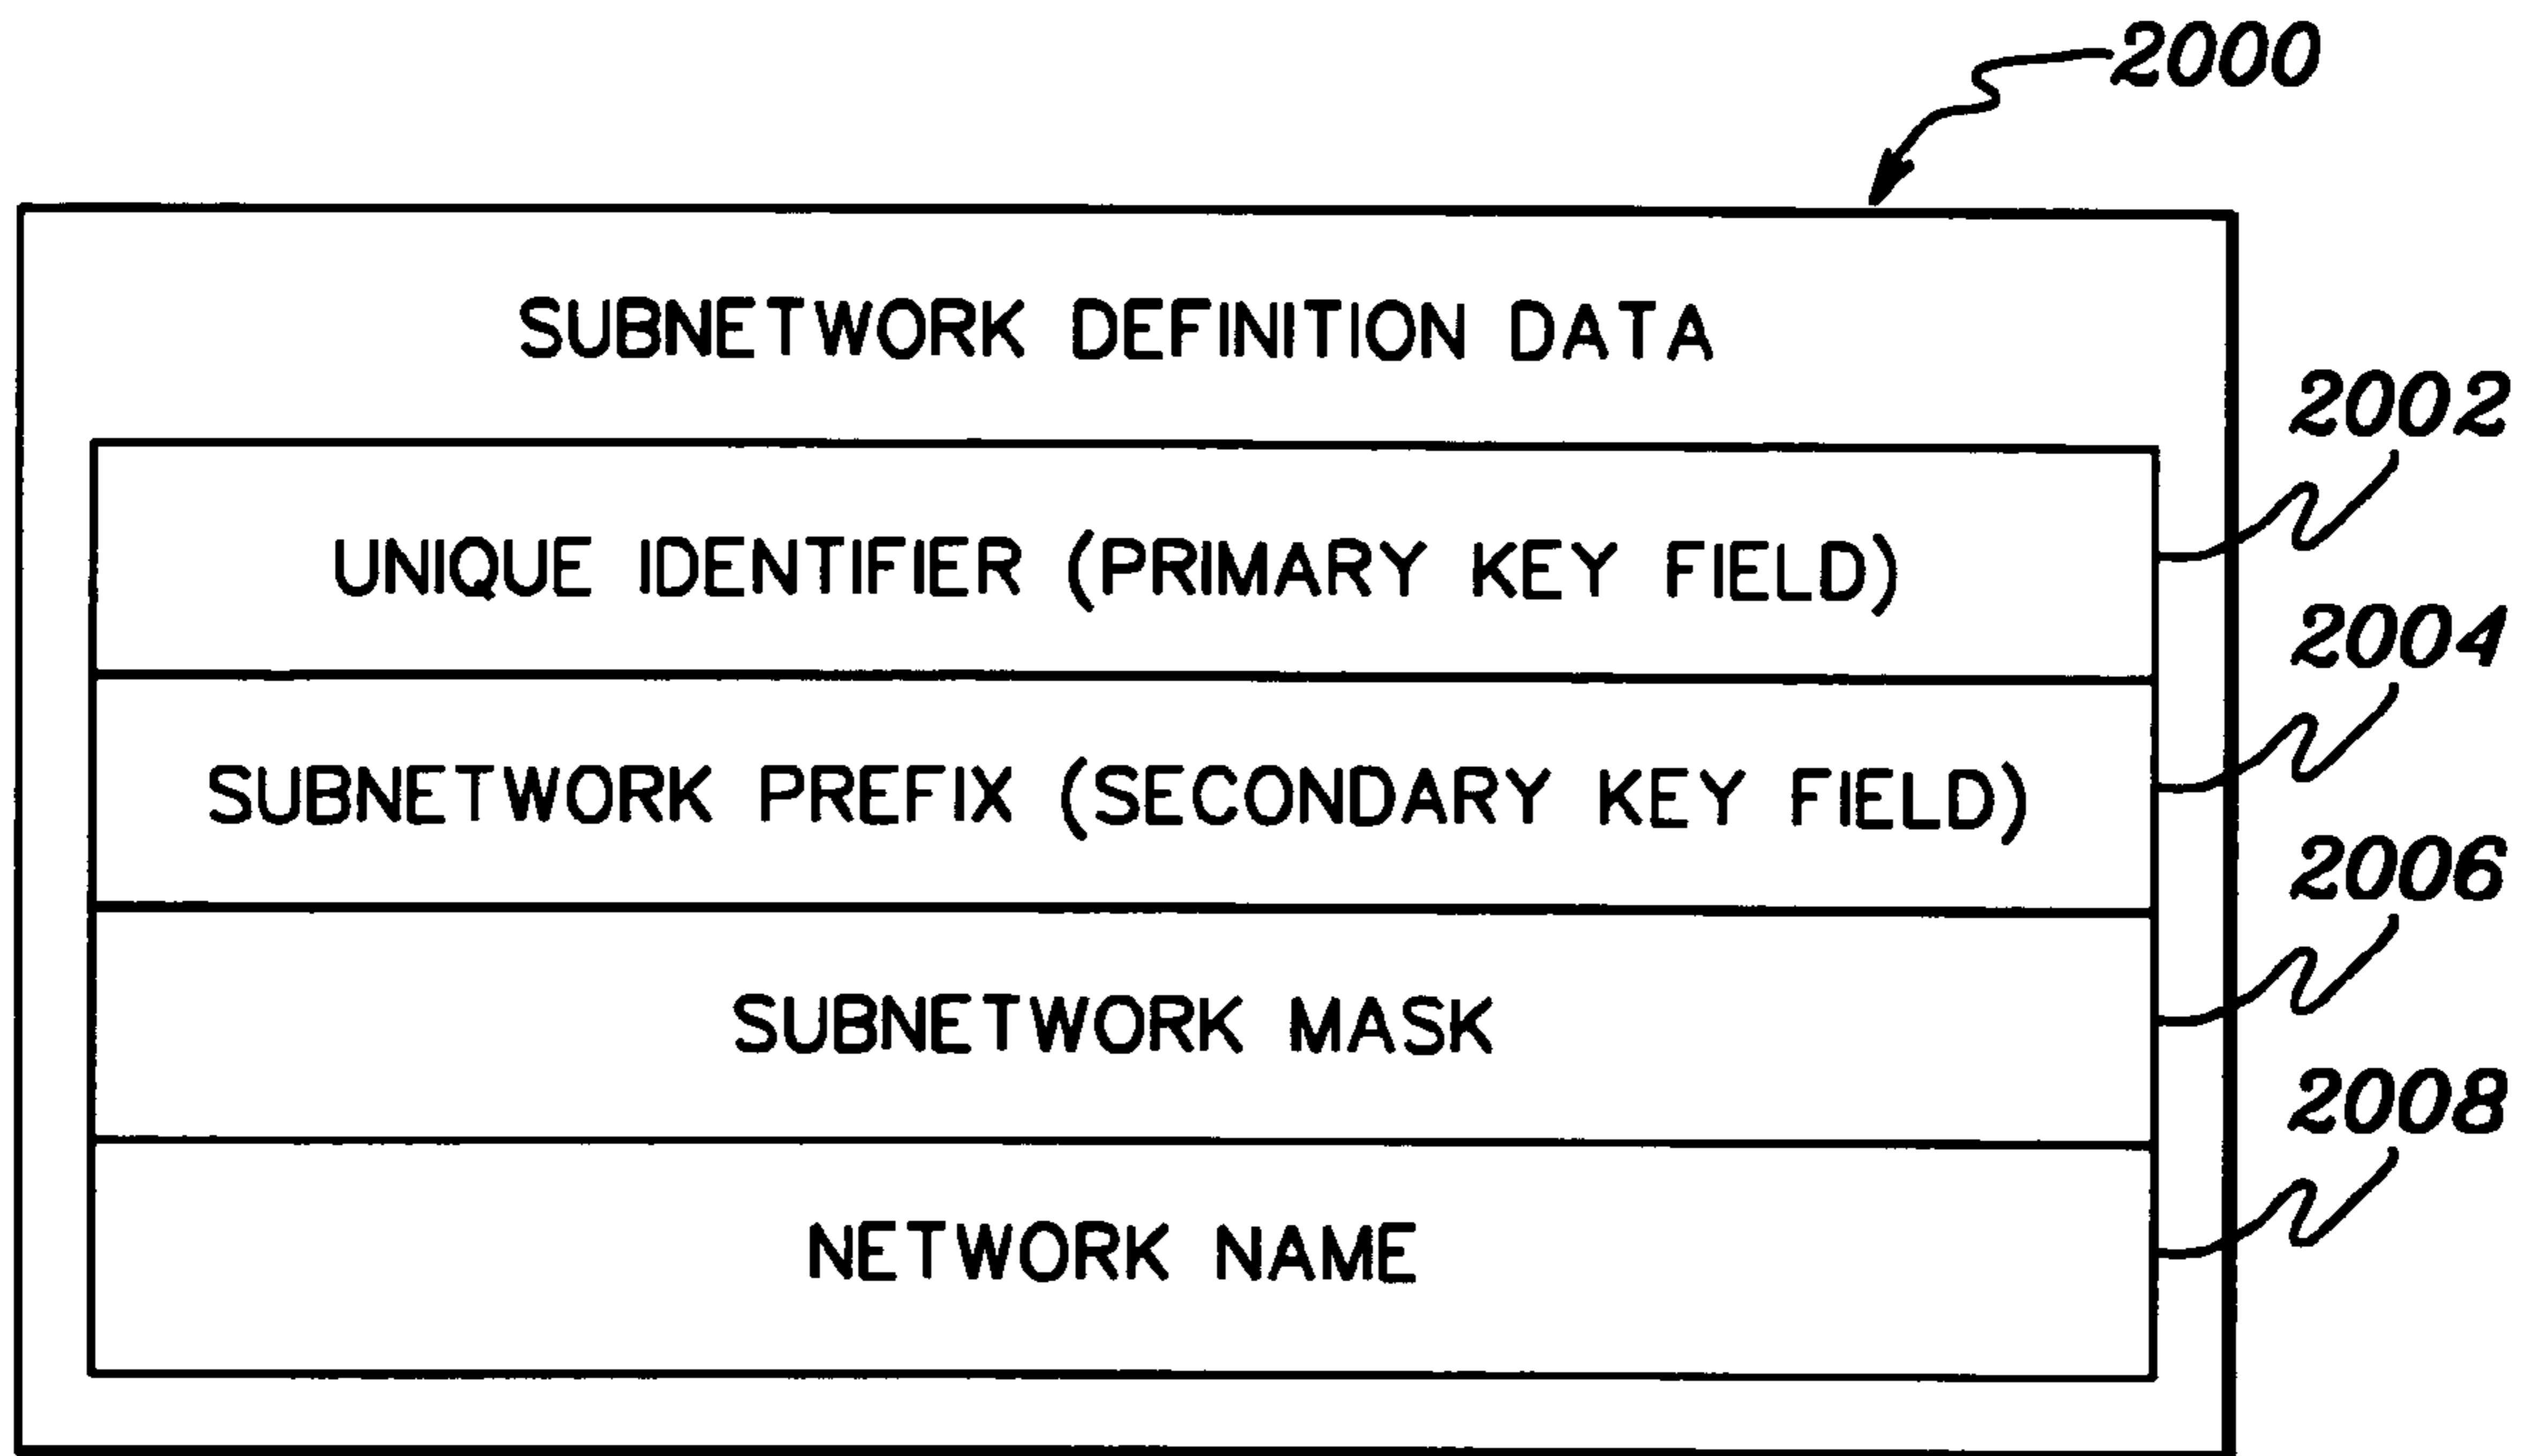 2000
SUBNETWORK DEFINITION DATA
2002
UNIQUE IDENTIFIER (PRIMARY KEY FIELD)
2004
SUBNETWORK PREFIX (SECONDARY KEY FIELD)
2006
SUBNETWORK MASK
2008
NETWORK NAME